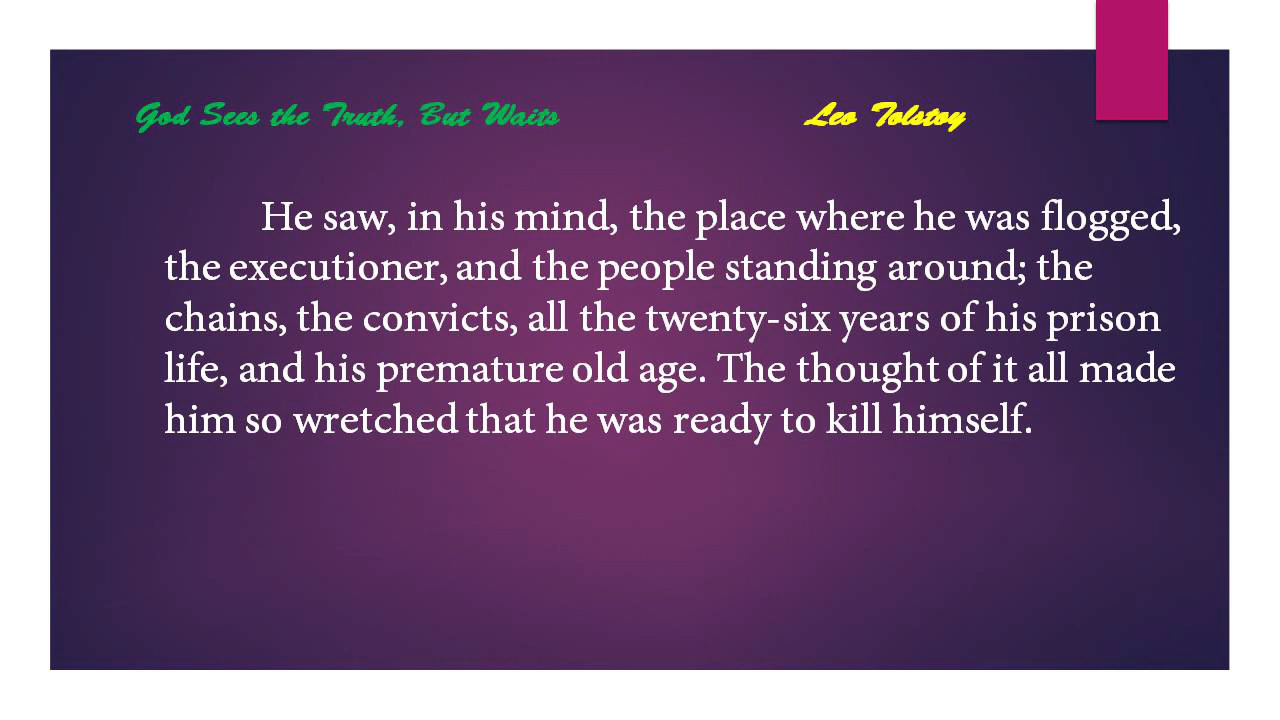 God Sees the Truth, But Waits Leo Tolstoy
He saw, in his mind, the place where he was flogged,
the executioner, and the people standing around; the
chains, the convicts, all the twenty-six years of his prison
life, and his premature old age. The thought of it all made
him so wretched that he was ready to kill himself.